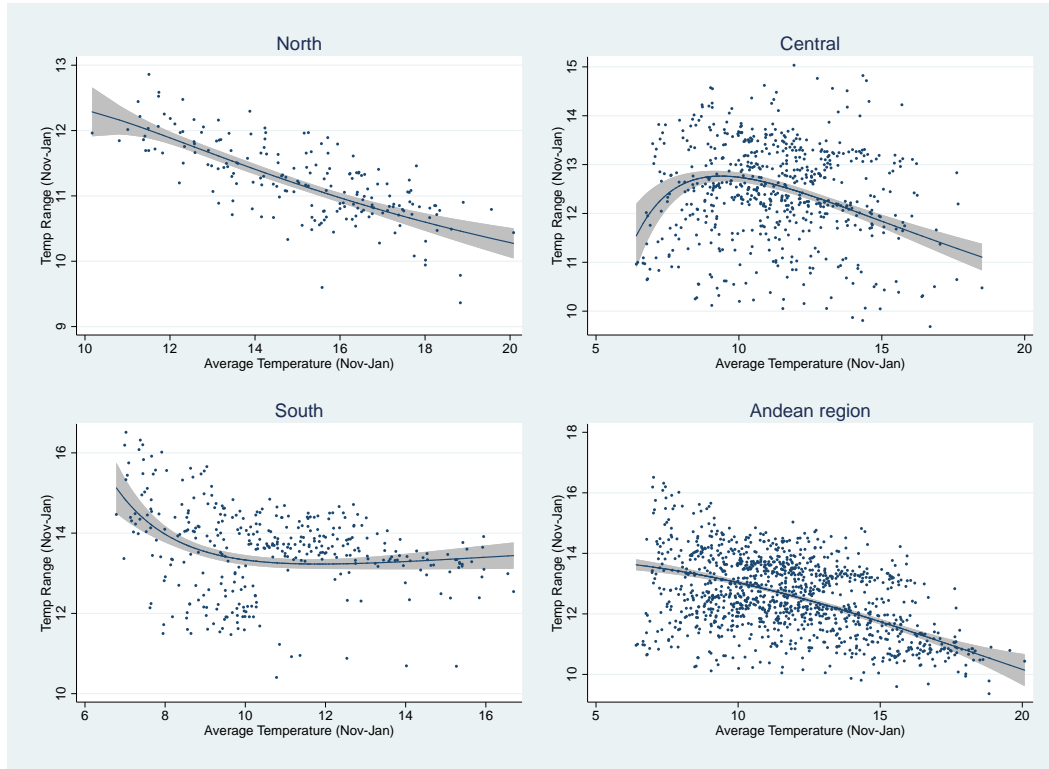 North
13
12
11
10
9
Temp Range (Nov-Jan)
10 12 14 16 18 20
Average Temperature (Nov-Jan)
Central
15
14
13
12
11
10
Temp Range (Nov-Jan)
5 10 15 20
Average Temperature (Nov-Jan)
South
16
14
12
10
Temp Range (Nov-Jan)
6 8 10 12 14 16
Average Temperature (Nov-Jan)
Andean region
18
16
14
12
10
Temp Range (Nov-Jan)
5 10 15 20
Average Temperature (Nov-Jan)